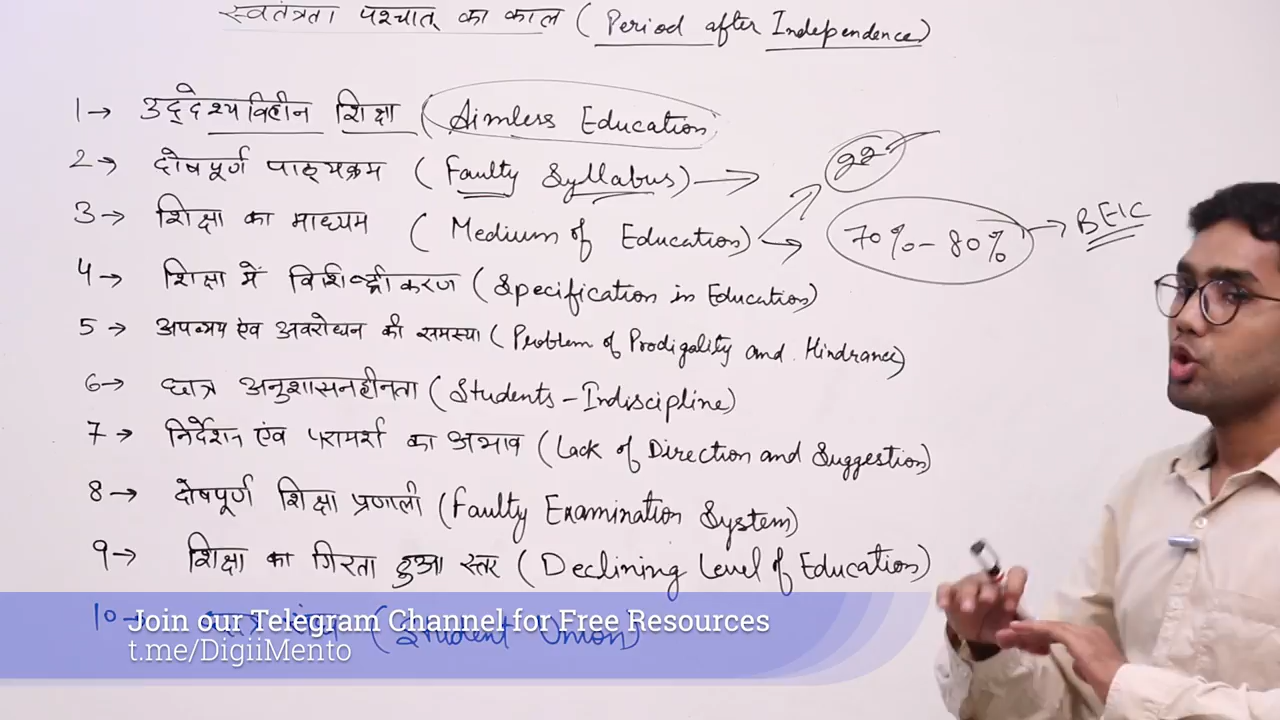 स्वतंत्रता पश्चात् का काल (Period after Independence)
1→ उद्देश्यविहीन शिक्षा (Aimless Education)
2→ दोषपूर्ण पाठ्यक्रम (Faulty Syllabus) →
22
3→ शिक्षा का माध्यम (Medium of Education) →
70%-80% → BEIC
4→ शिक्षा में (Specification in Education)
5→ अपव्यय एंव अवरोधन की समस्या (Problem of Prodigality and Hindrance)
6→ छात्र अनुशासनहीनता (Students-Indiscipline)
7→ निर्देशन एंव परामर्श का अभाव (Lack of Direction and Suggestion)
8→ दोषपूर्ण शिक्षा प्रणाली (Faulty Examination System)
9→ शिक्षा का गिरता हुआ स्तर (Declining Level of Education)
10→ (Student Union)
Join our Telegram Channel for Free Resources
t.me/DigiiMento